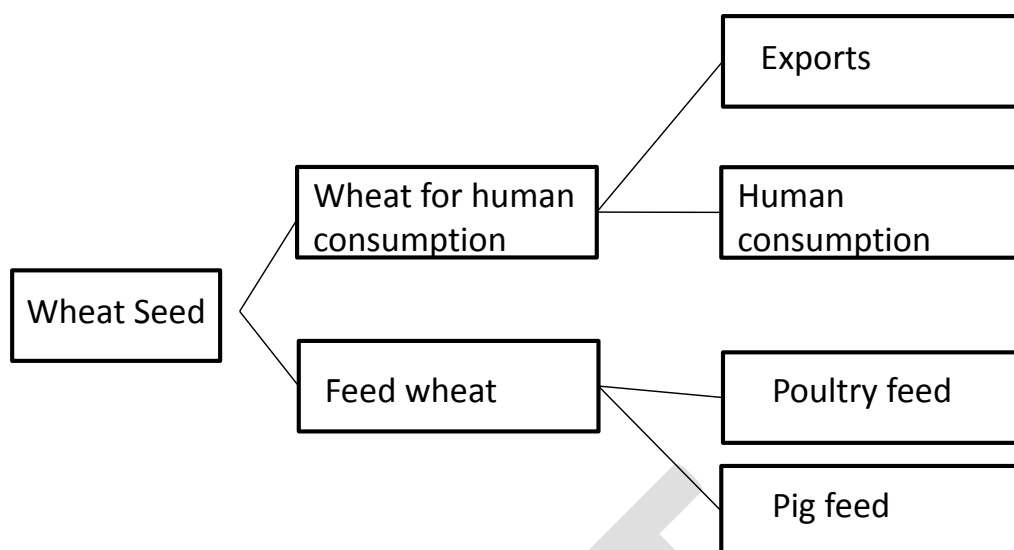 Exports
Wheat for human
consumption
Human
consumption
Wheat Seed
Feed wheat
Poultry feed
Pig feed